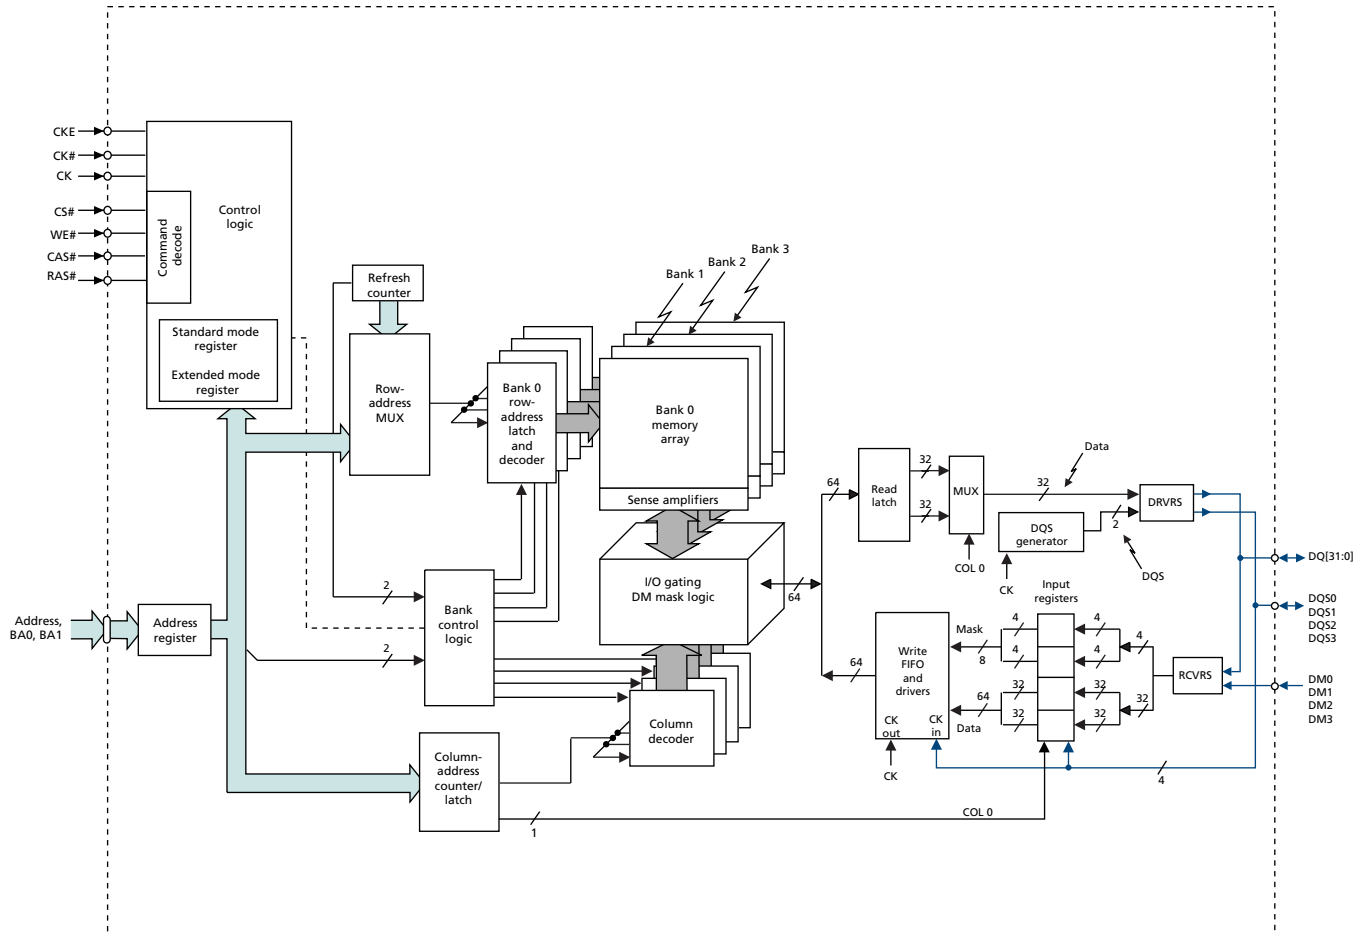 CKE
CK#
CK
CS#
WE#
CAS#
RAS#
Command
decode
Control
logic
Standard mode
register
Extended mode
register
Refresh
counter
Row-
address
MUX
Bank 0
row-
address
latch
and
decoder
Bank 1
Bank 2
Bank 3
Bank 0
memory
array
Sense amplifiers
I/O gating
DM mask logic
64
64
Read
latch
32
32
MUX
COL 0
32
Data
DQS
generator
CK
2
DQS
DRVRS
DQ[31:0]
DQS0
DQS1
DQS2
DQS3
DM0
DM1
DM2
DM3
Address,
BA0, BA1
Address
register
2
2
Bank
control
logic
Column
decoder
Column-
address
counter/
latch
1
COL 0
64
Write
FIFO
and
drivers
CK
out
CK
in
CK
Mask
8
64
Data
Input
registers
4
4
32
32
4
4
32
32
4
32
RCVRS
4